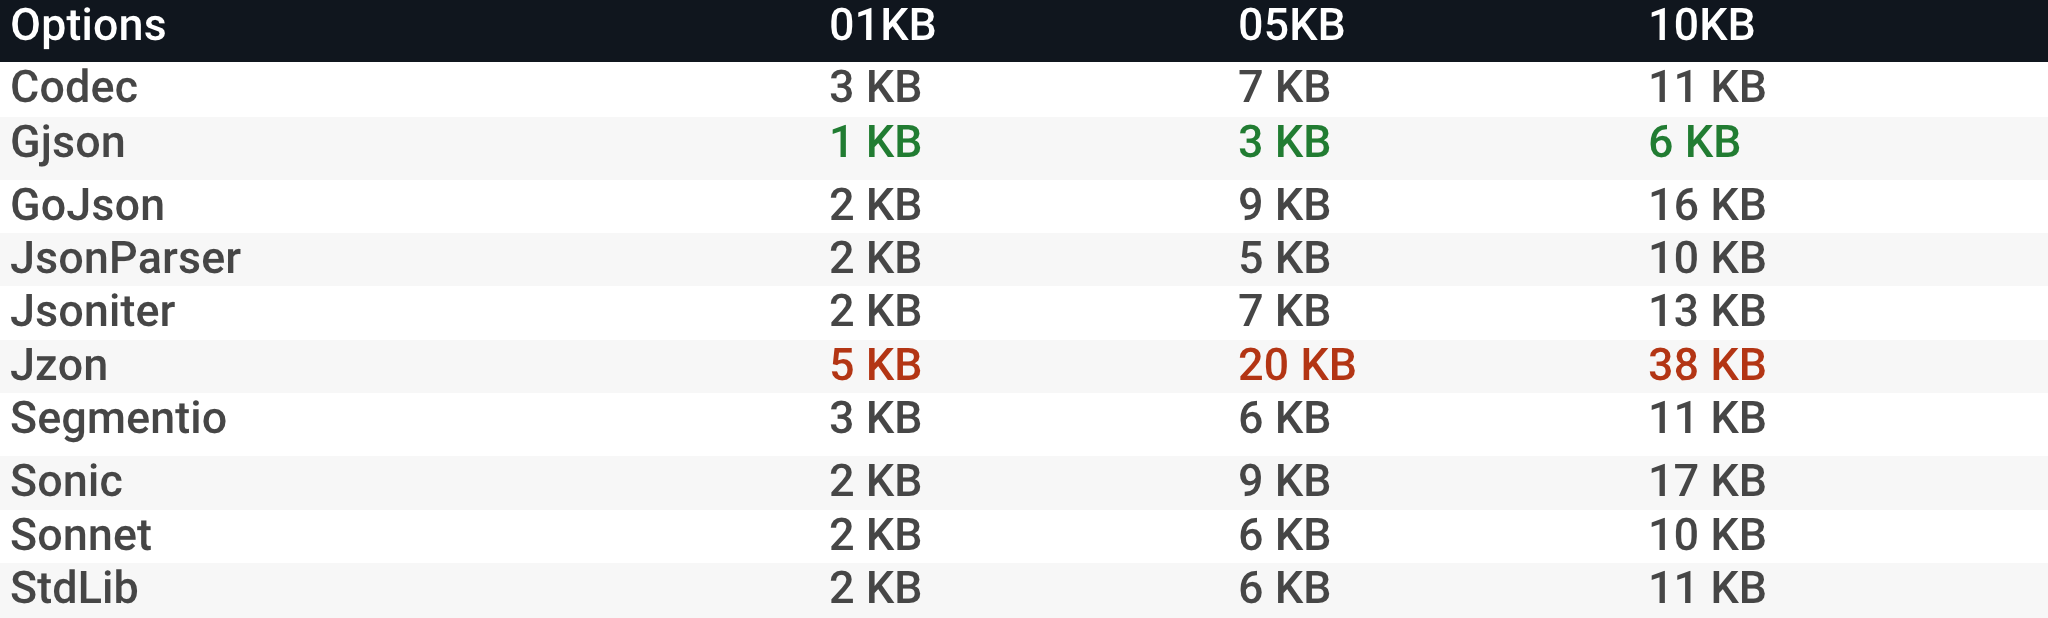 Options 01KB 05KB 10KB
Codec 3 KB 7 KB 11 KB
Gjson 1 KB 3 KB 6 KB
GoJson 2 KB 9 KB 16 KB
JsonParser 2 KB 5 KB 10 KB
Jsoniter 2 KB 7 KB 13 KB
Jzon 5 KB 20 KB 38 KB
Segmentio 3 KB 6 KB 11 KB
Sonic 2 KB 9 KB 17 KB
Sonnet 2 KB 6 KB 10 KB
StdLib 2 KB 6 KB 11 KB